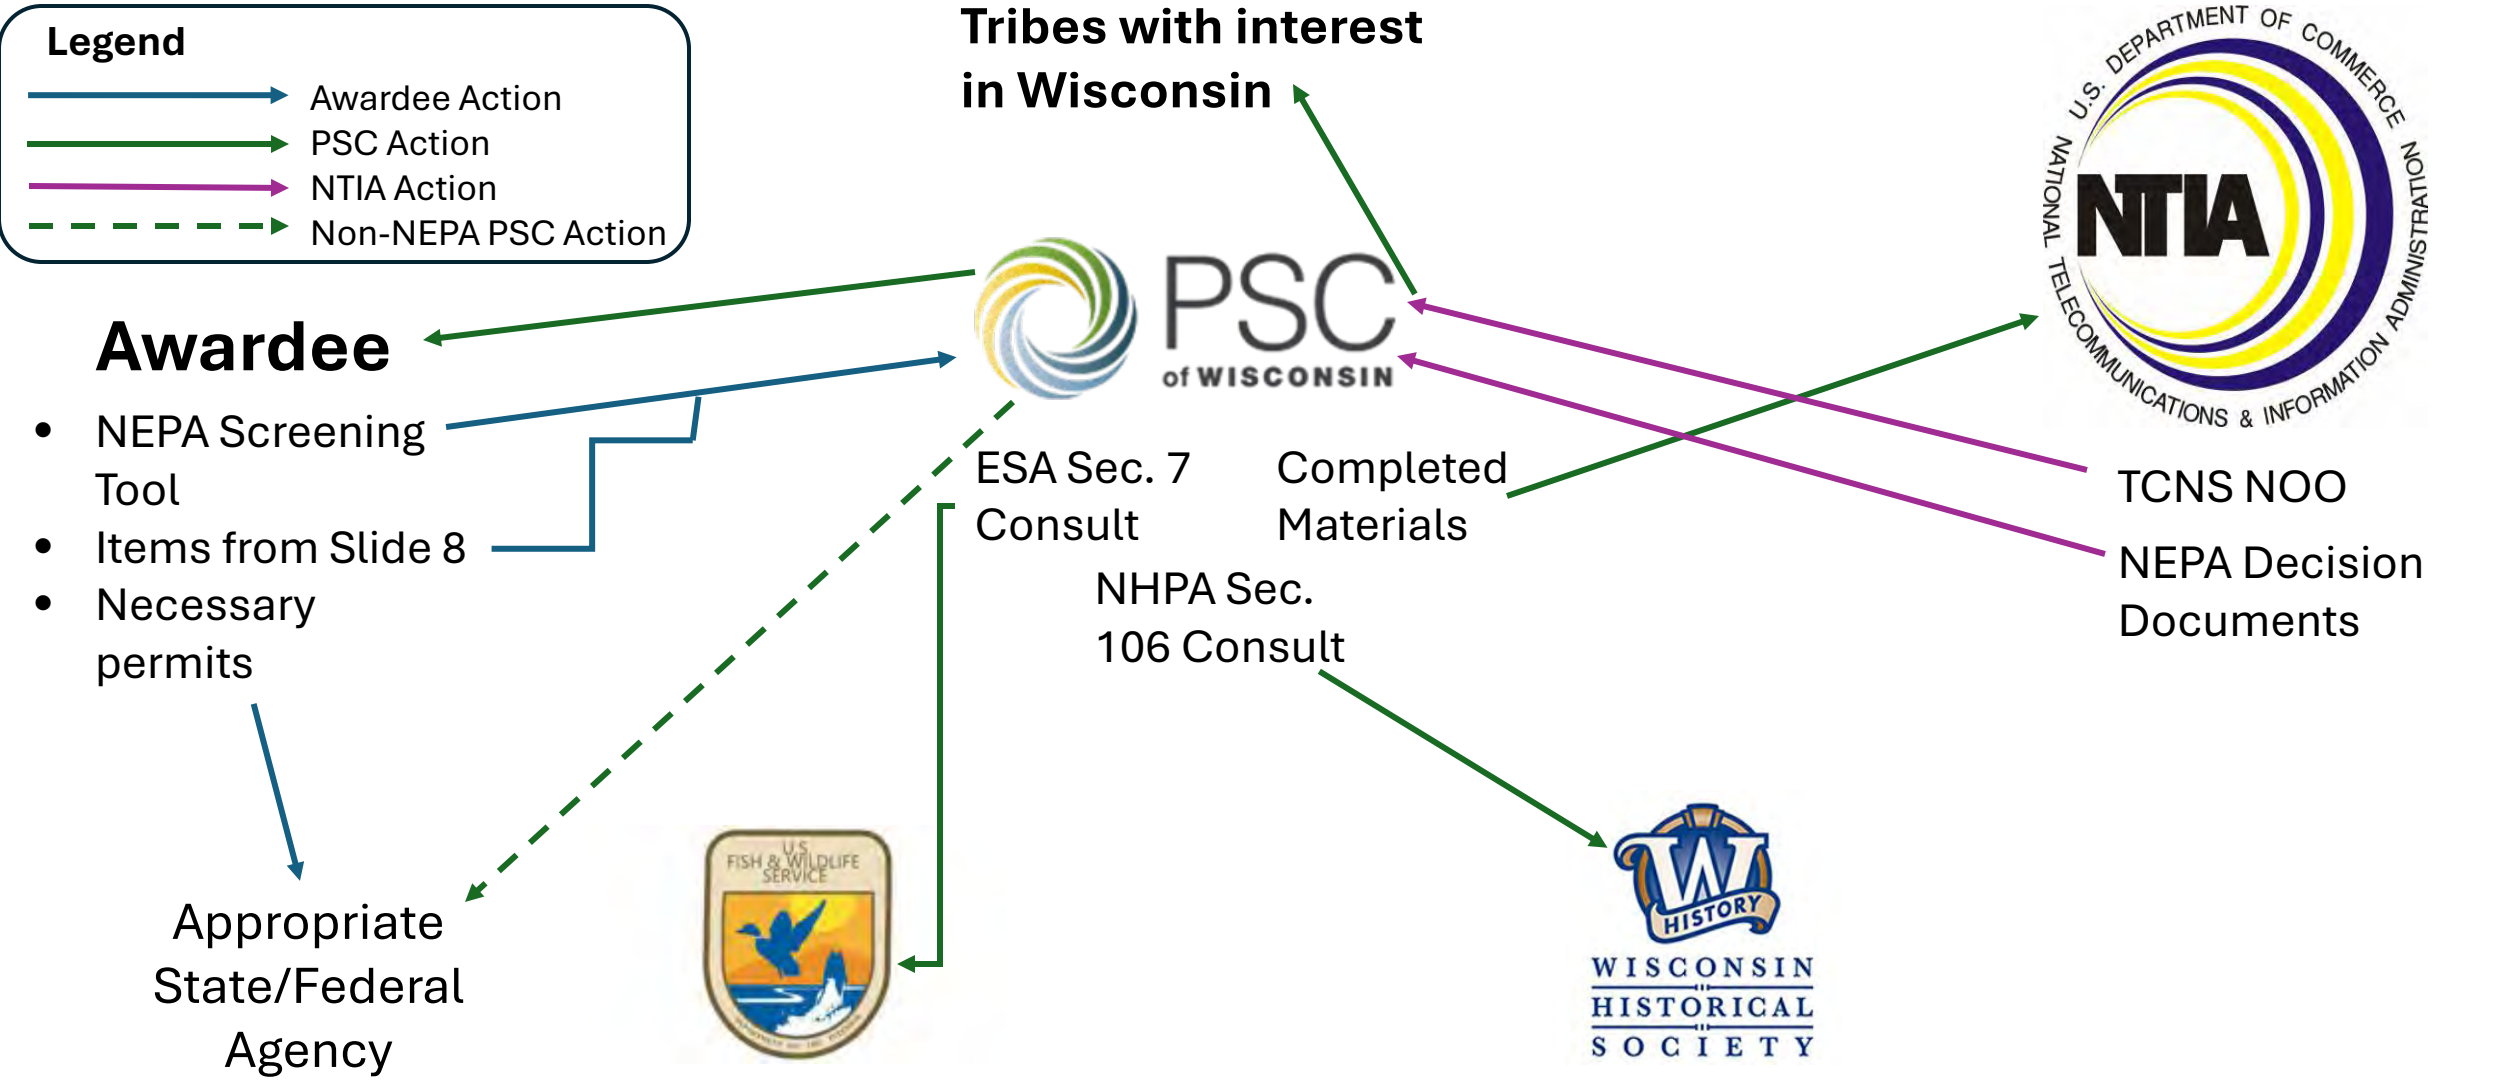 Legend
Awardee Action
PSC Action
NTIA Action
Non-NEPA PSC Action
Tribes with interest
in Wisconsin
U.S. DEPARTMENT OF COMMERCE
NATIONAL TELECOMMUNICATIONS & INFORMATION ADMINISTRATION
NTIA
PSC
of WISCONSIN
Awardee
• NEPA Screening
Tool
• Items from Slide 8
• Necessary
permits
ESA Sec. 7
Consult
Completed
Materials
NHPA Sec.
106 Consult
TCNS NOO
NEPA Decision
Documents
Appropriate
State/Federal
Agency
U.S.
FISH & WILDLIFE
SERVICE
W
HISTORY
WISCONSIN
HISTORICAL
SOCIETY